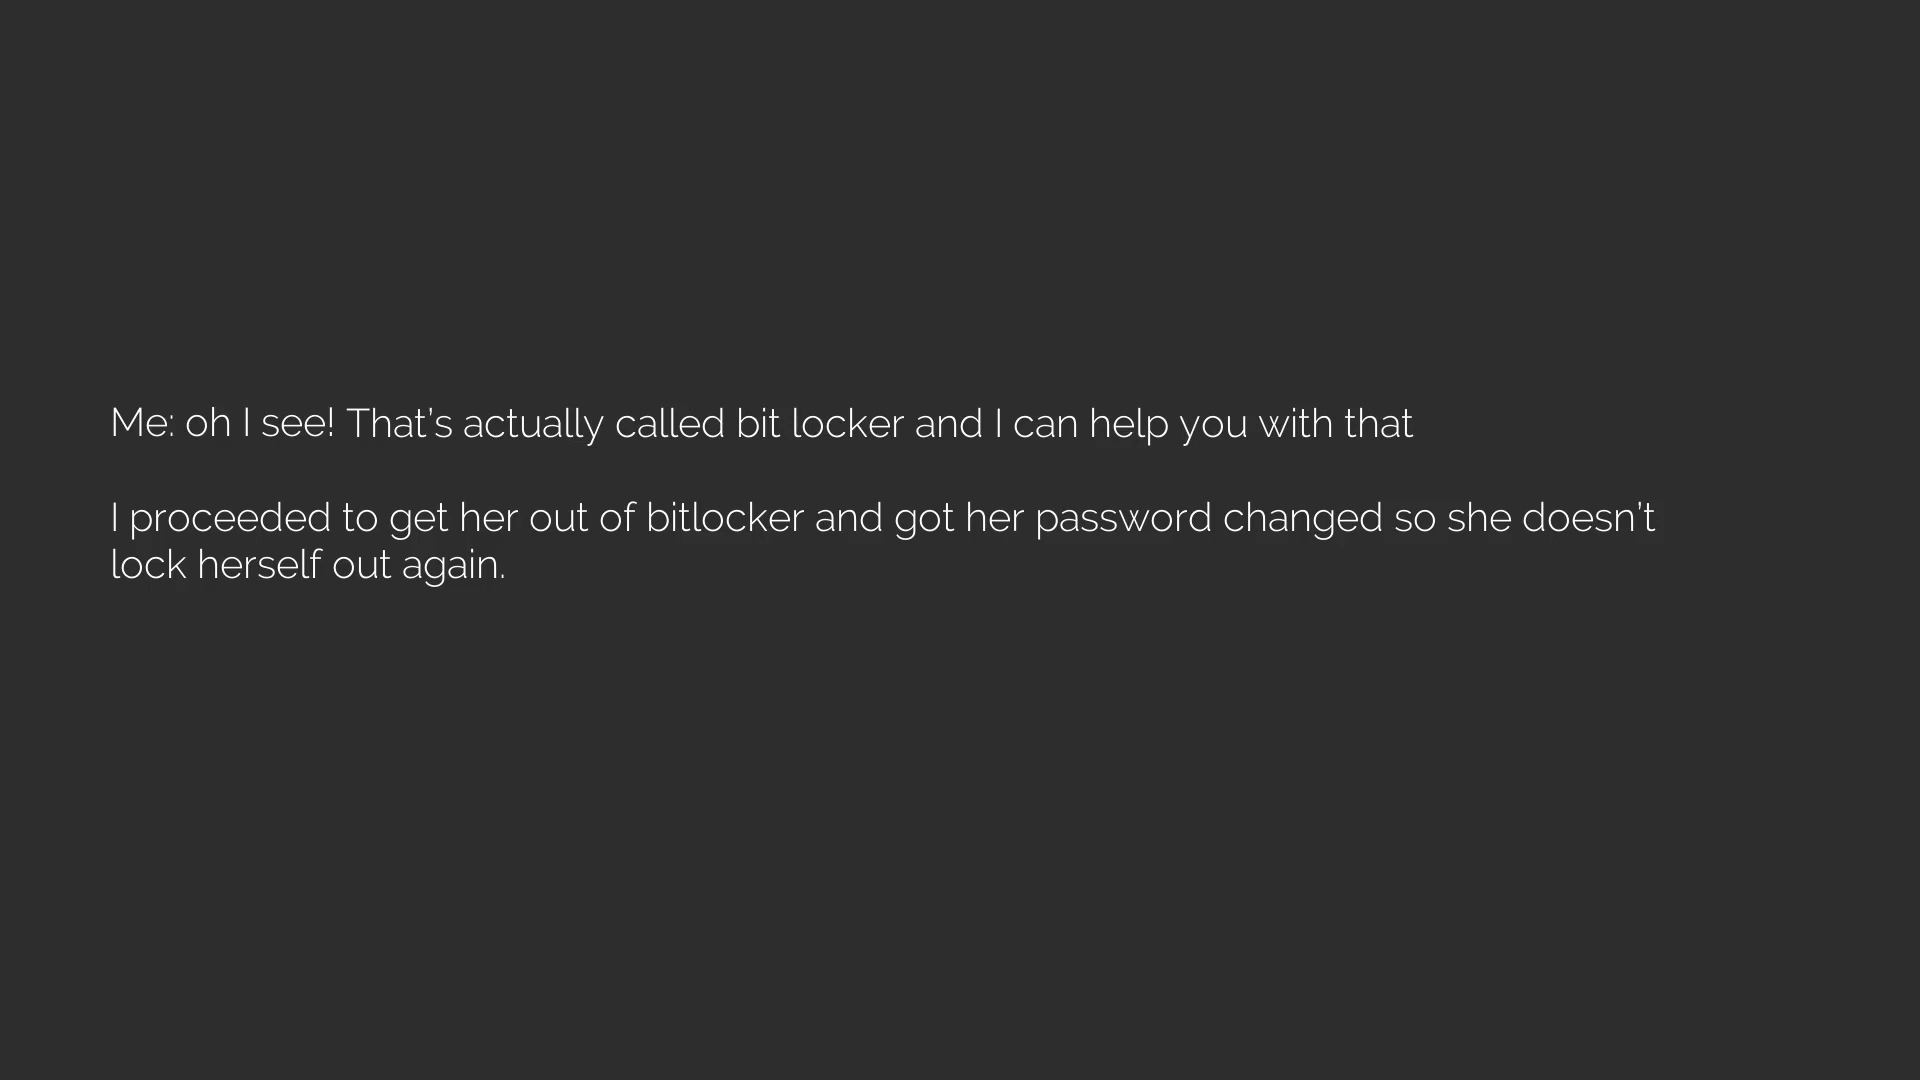 Me: oh I see! That’s actually called bit locker and I can help you with that
I proceeded to get her out of bitlocker and got her password changed so she doesn’t
lock herself out again.